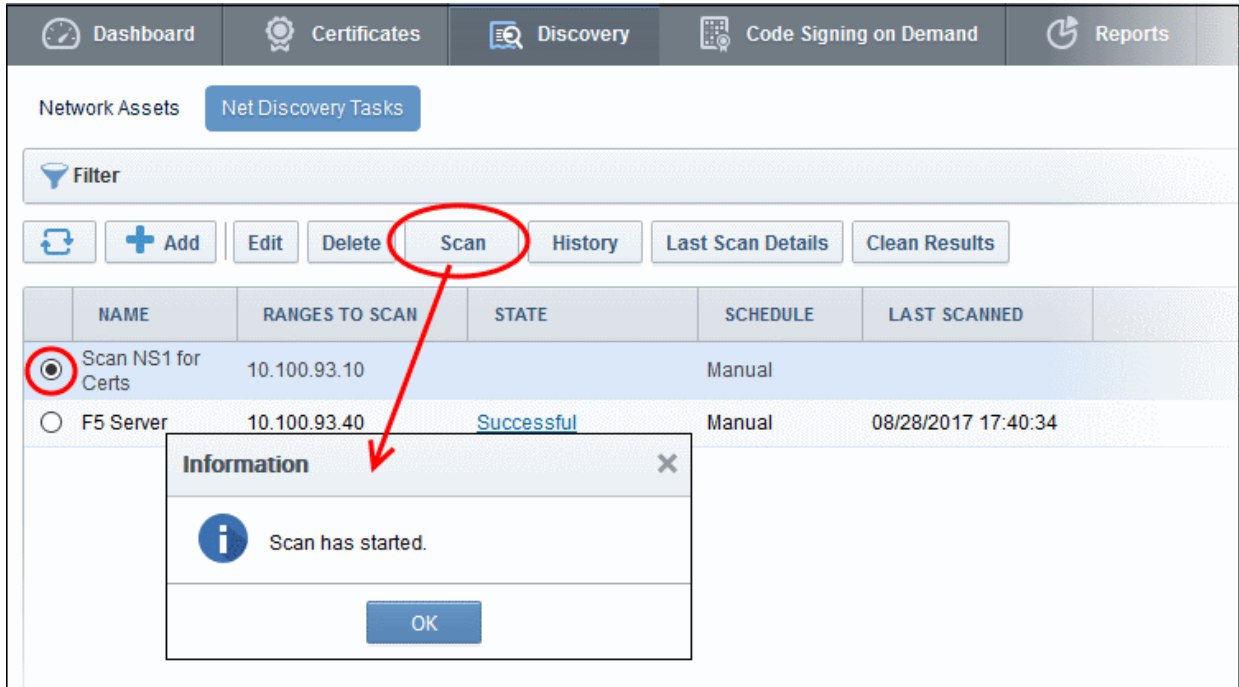 Dashboard Certificates Discovery Code Signing on Demand Reports
Network Assets Net Discovery Tasks
Filter
Add Edit Delete Scan History Last Scan Details Clean Results
NAME RANGES TO SCAN STATE SCHEDULE LAST SCANNED
Scan NS1 for
Certs 10.100.93.10 Manual
F5 Server 10.100.93.40 Successful Manual 08/28/2017 17:40:34
Information
Scan has started.
OK